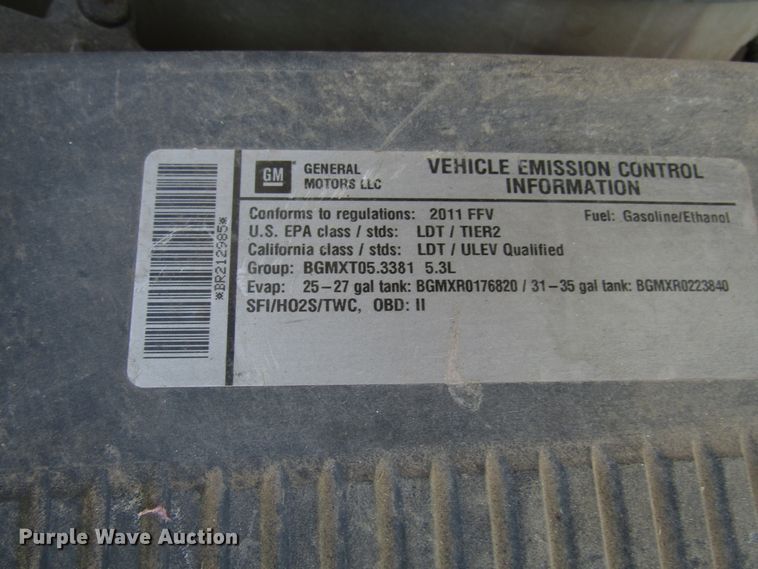 *BR212985*
GM GENERAL MOTORS LLC
VEHICLE EMISSION CONTROL
INFORMATION
Conforms to regulations: 2011 FFV Fuel: Gasoline/Ethanol
U.S. EPA class / stds: LDT / TIER2
California class / stds: LDT / ULEV Qualified
Group: BGMXT05.3381 5.3L
Evap: 25-27 gal tank: BGMXR0176820 / 31-35 gal tank: BGMXR0223840
SFI/HO2S/TWC, OBD: II
Purple Wave Auction